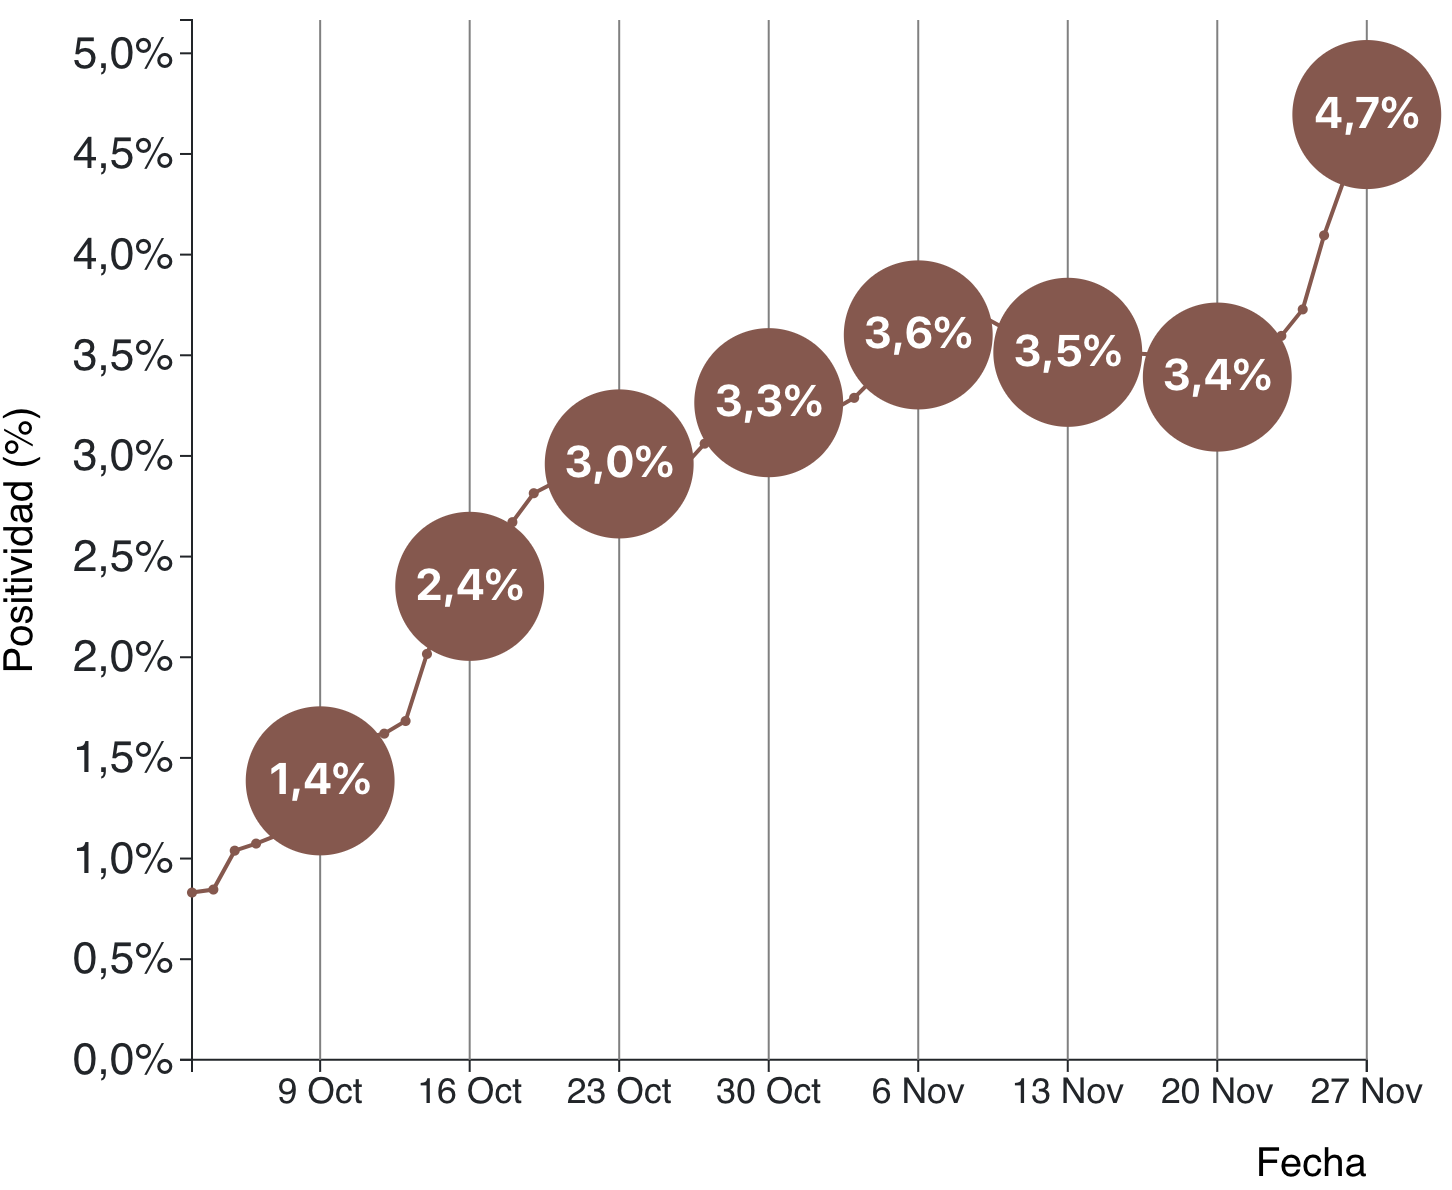 5,0%
4,5%
4,0%
3,5%
3,0%
2,5%
2,0%
1,5%
1,0%
0,5%
0,0%
Positividad (%)
1,4%
2,4%
3,0%
3,3%
3,6%
3,5%
3,4%
4,7%
9 Oct
16 Oct
23 Oct
30 Oct
6 Nov
13 Nov
20 Nov
27 Nov
Fecha